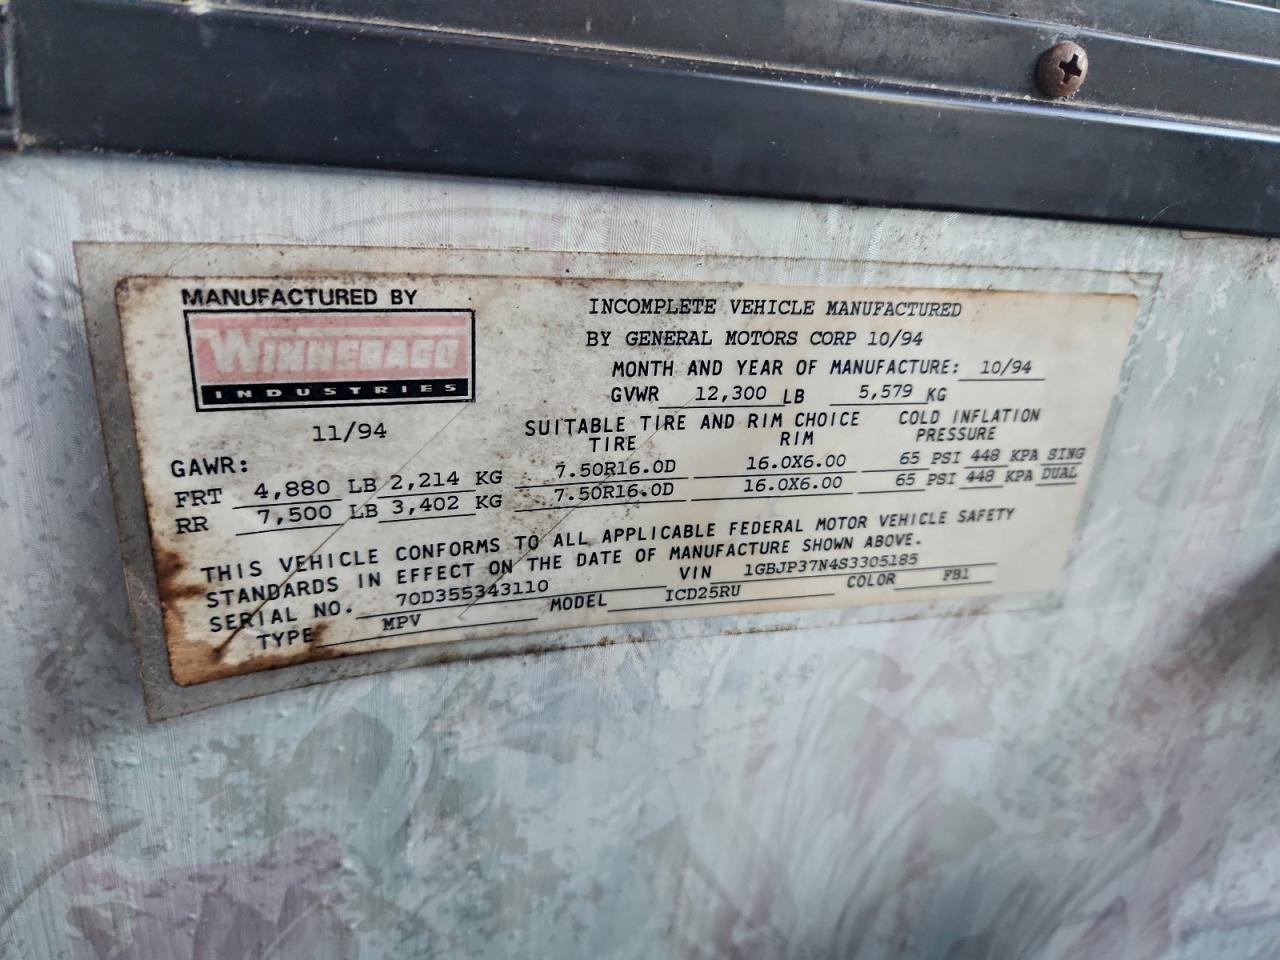 MANUFACTURED BY
WINNEBAGO
INDUSTRIES
11/94
INCOMPLETE VEHICLE MANUFACTURED
BY GENERAL MOTORS CORP 10/94
MONTH AND YEAR OF MANUFACTURE: 10/94
GVWR 12,300 LB 5,579 KG
SUITABLE TIRE AND RIM CHOICE COLD INFLATION
TIRE RIM PRESSURE
GAWR:
FRT 4,880 LB 2,214 KG 7.50R16.0D 16.0X6.00 65 PSI 448 KPA SING
RR 7,500 LB 3,402 KG 7.50R16.0D 16.0X6.00 65 PSI 448 KPA DUAL
THIS VEHICLE CONFORMS TO ALL APPLICABLE FEDERAL MOTOR VEHICLE SAFETY
STANDARDS IN EFFECT ON THE DATE OF MANUFACTURE SHOWN ABOVE.
SERIAL NO. 70D355343110 VIN 1GBJP37N4S3305185
TYPE MPV MODEL ICD25RU COLOR FB1